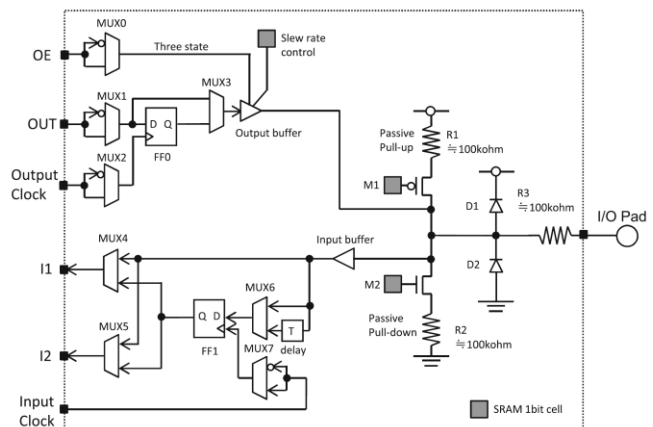 MUX0
OE
Three state
Slew rate
control
MUX1
MUX3
OUT
D Q
FF0
Output buffer
MUX2
Output
Clock
Passive
Pull-up
R1
≒100kohm
M1
D1
R3
≒100kohm
I/O Pad
MUX4
Input buffer
I1
D2
MUX6
M2
MUX5
Q D
T
delay
FF1
MUX7
Passive
Pull-down
R2
≒100kohm
I2
Input
Clock
SRAM 1bit cell